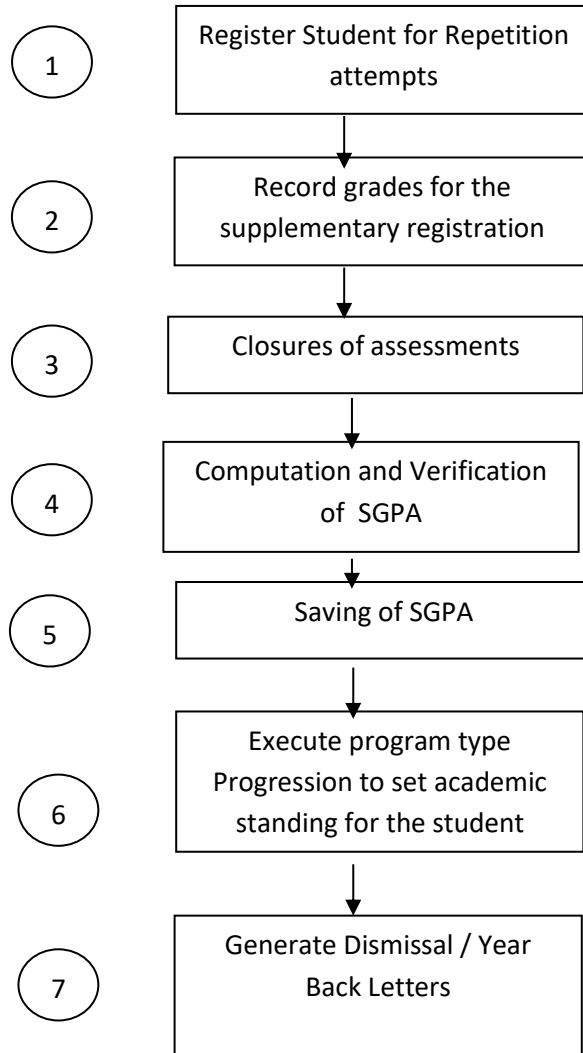 1
Register Student for Repetition
attempts
2
Record grades for the
supplementary registration
3
Closures of assessments
4
Computation and Verification
of SGPA
5
Saving of SGPA
6
Execute program type
Progression to set academic
standing for the student
7
Generate Dismissal / Year
Back Letters